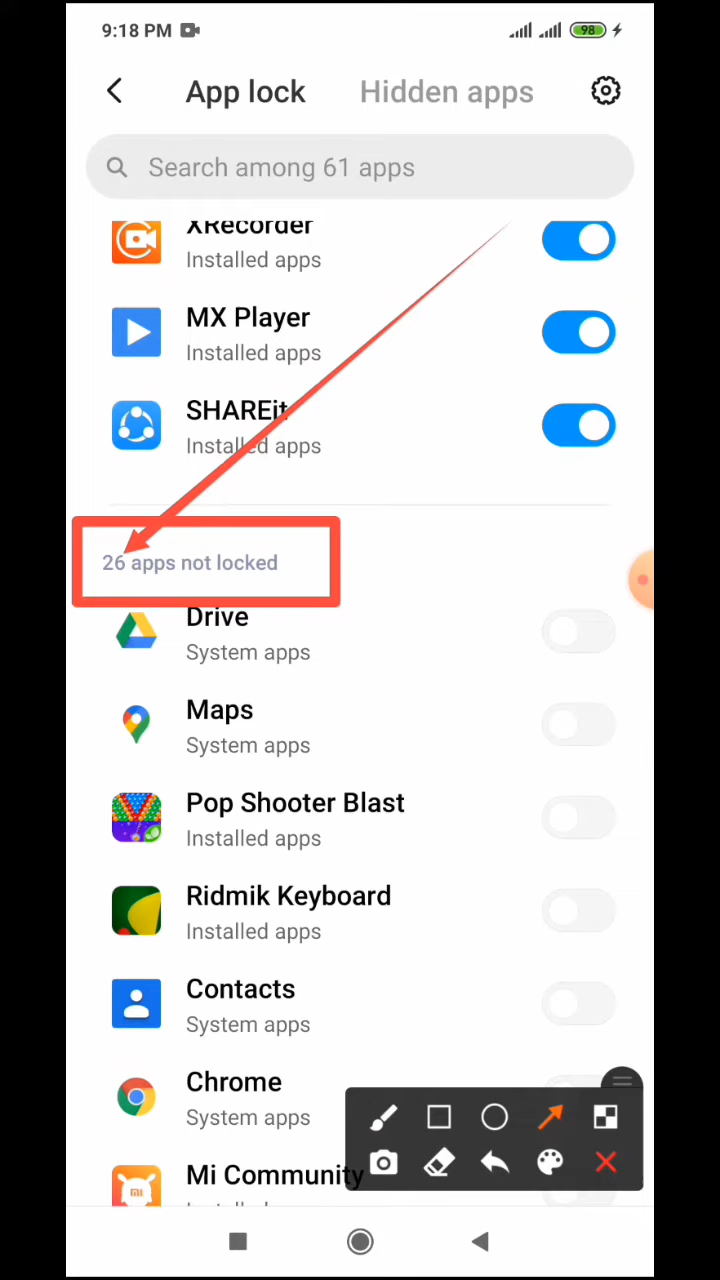 9:18 PM
98
App lock
Hidden apps
Search among 61 apps
XRecorder
Installed apps
MX Player
Installed apps
SHAREit
Installed apps
26 apps not locked
Drive
System apps
Maps
System apps
Pop Shooter Blast
Installed apps
Ridmik Keyboard
Installed apps
Contacts
System apps
Chrome
System apps
Mi Community